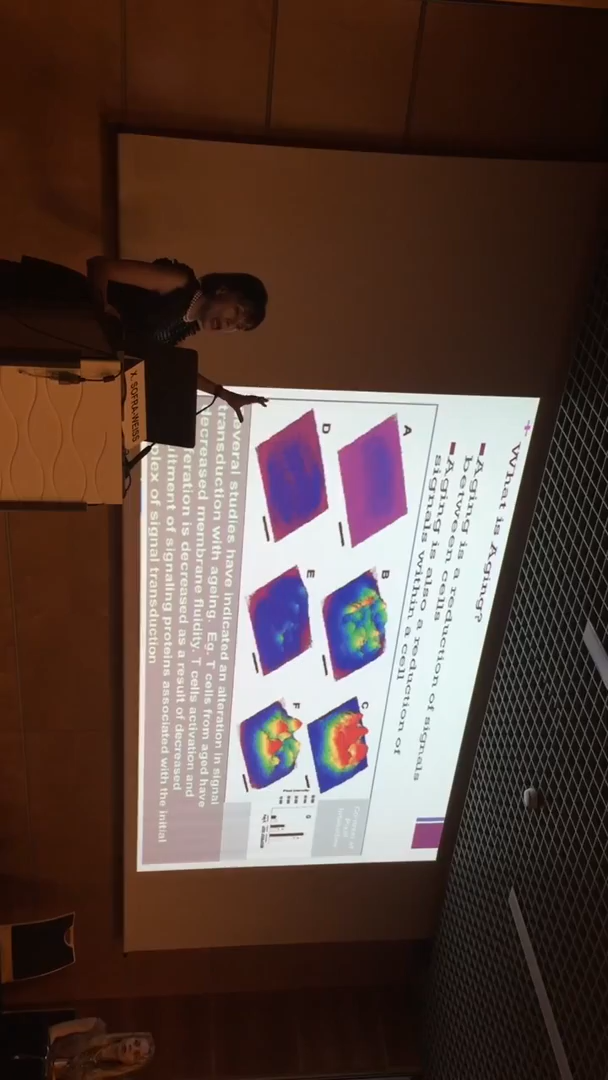 What is Aging?
Aging is a reduction of signals
between cells
Aging is also a reduction of
signals within a cell
A
B
C
D
E
F
G
everal studies have indicated an alteration in signal
transduction with ageing. Eg. T cells from aged have
ecreased membrane fluidity. T cells activation and
eration is decreased as a result of decreased
uitment of signaling proteins associated with the initial
plex of signal transduction
X. SOFRA-WEISS